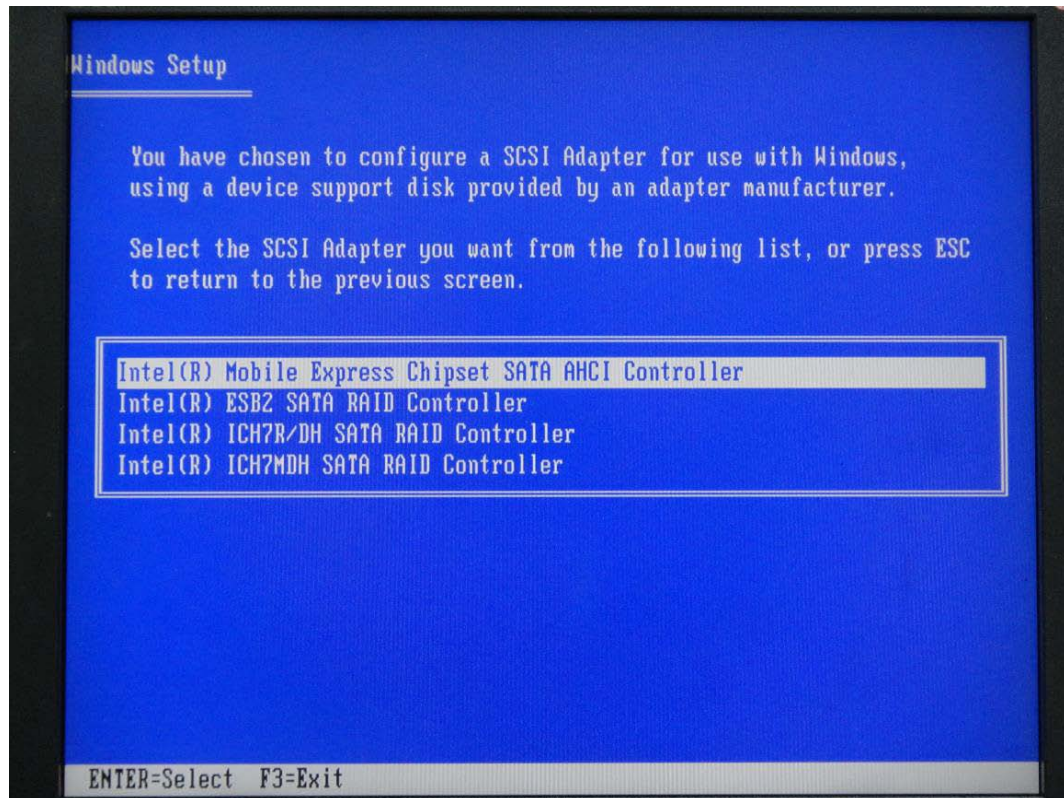 Windows Setup
You have chosen to configure a SCSI Adapter for use with Windows,
using a device support disk provided by an adapter manufacturer.
Select the SCSI Adapter you want from the following list, or press ESC
to return to the previous screen.
Intel(R) Mobile Express Chipset SATA AHCI Controller
Intel(R) ESB2 SATA RAID Controller
Intel(R) ICH7R/DH SATA RAID Controller
Intel(R) ICH7MDH SATA RAID Controller
ENTER=Select F3=Exit